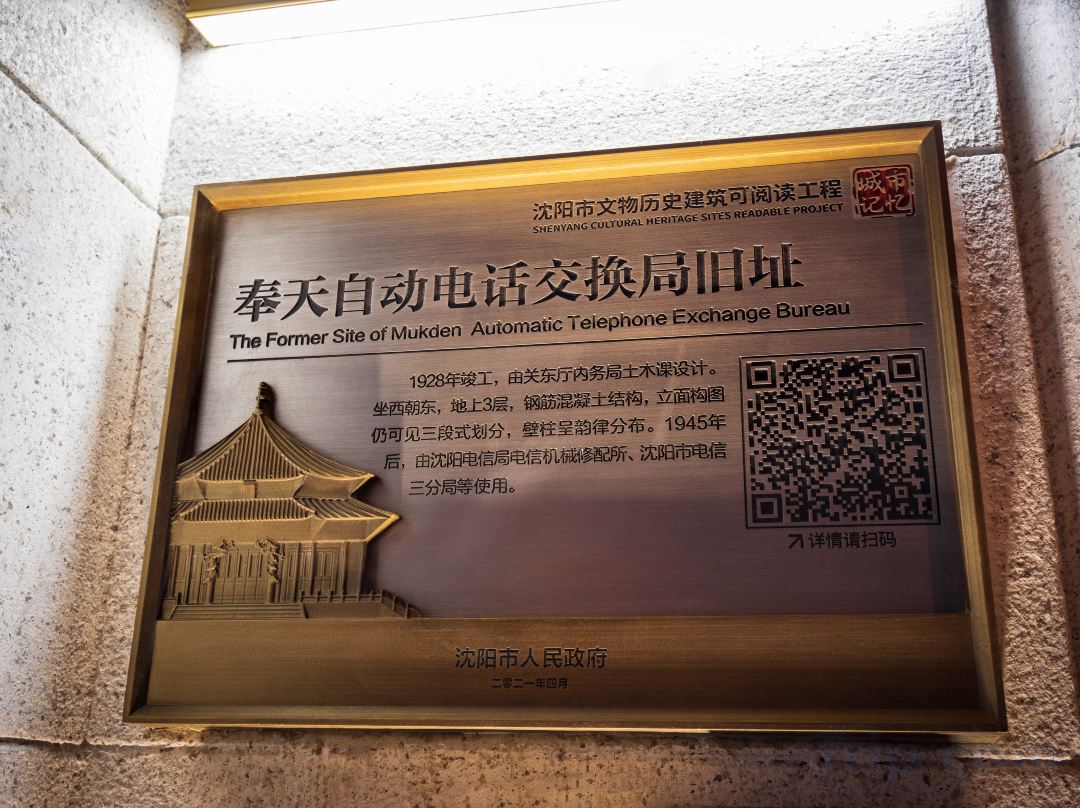 沈阳市文物历史建筑可阅读工程
SHENYANG CULTURAL HERITAGE SITES READABLE PROJECT
城市记忆
奉天自动电话交换局旧址
The Former Site of Mukden Automatic Telephone Exchange Bureau
1928年竣工，由关东厅内务局土木课设计。
坐西朝东，地上3层，钢筋混凝土结构，立面构图
仍可见三段式划分，壁柱呈韵律分布。1945年
后，由沈阳电信局电信机械修配所、沈阳市电信
三分局等使用。
详情请扫码
沈阳市人民政府
二零二一年四月